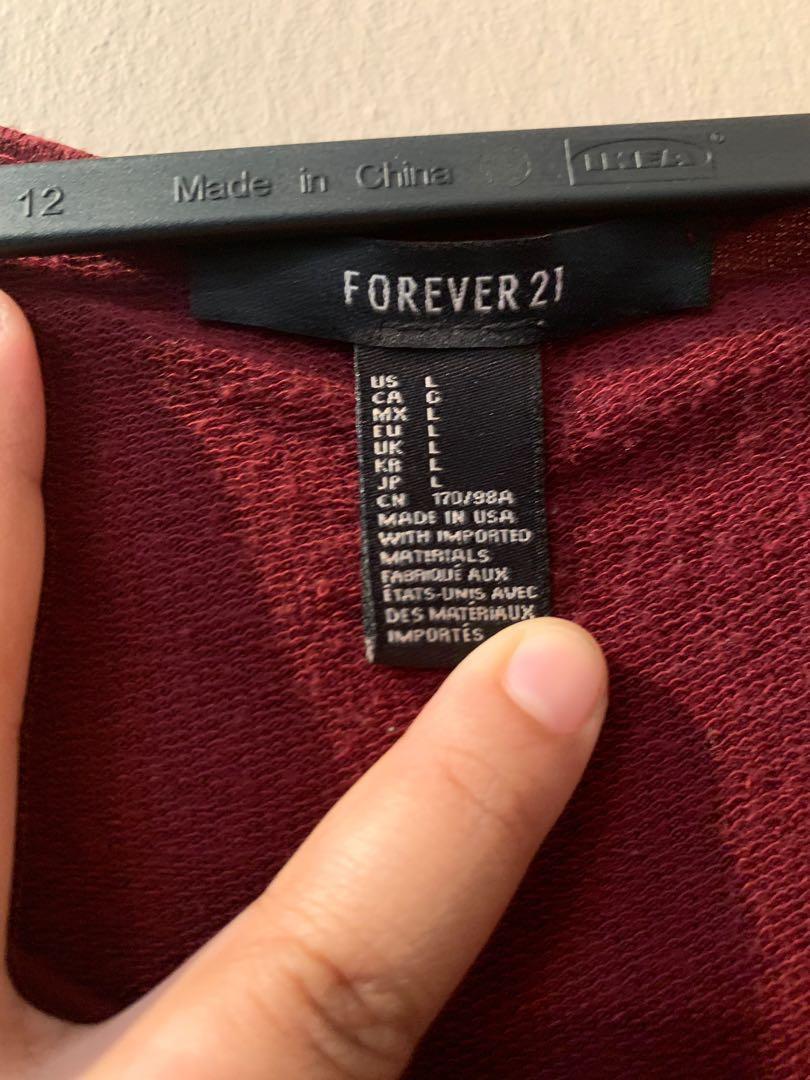 12 Made in China IKEA®
FOREVER 21
US L
CA G
MX L
EU L
UK L
KR L
JP L
CN 170/98A
MADE IN USA
WITH IMPORTED
MATERIALS
FABRIQUÉ AUX
ÉTATS-UNIS AVEC
DES MATÉRIAUX
IMPORTÉS